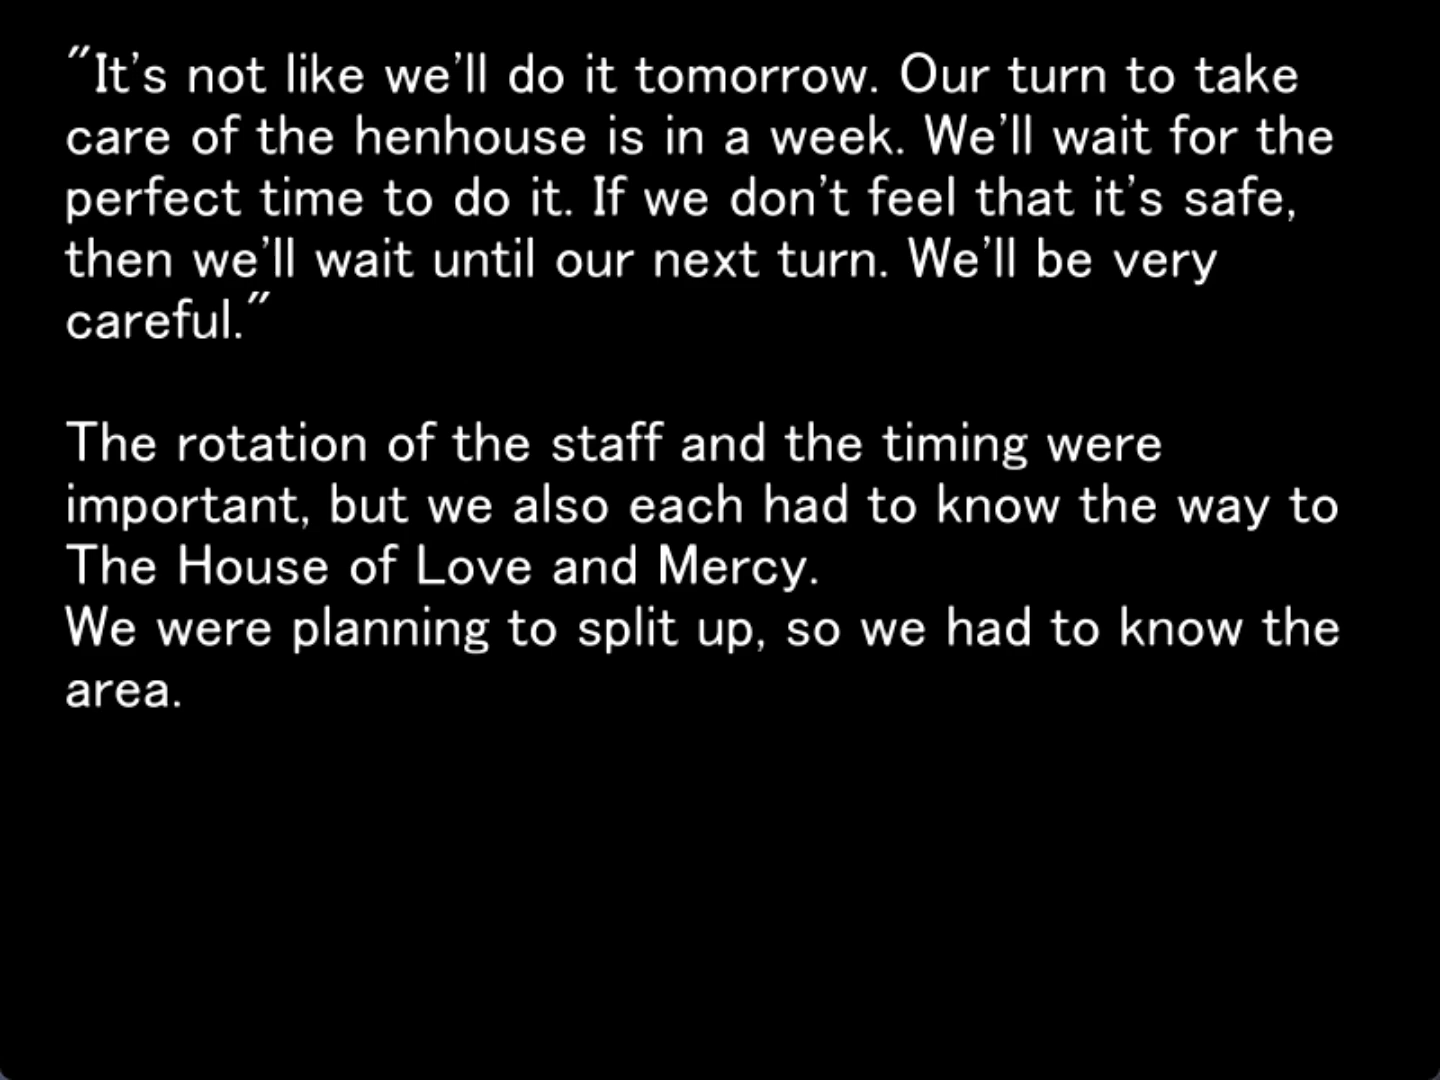 "It's not like we'll do it tomorrow. Our turn to take
care of the henhouse is in a week. We'll wait for the
perfect time to do it. If we don't feel that it's safe,
then we'll wait until our next turn. We'll be very
careful."
The rotation of the staff and the timing were
important, but we also each had to know the way to
The House of Love and Mercy.
We were planning to split up, so we had to know the
area.